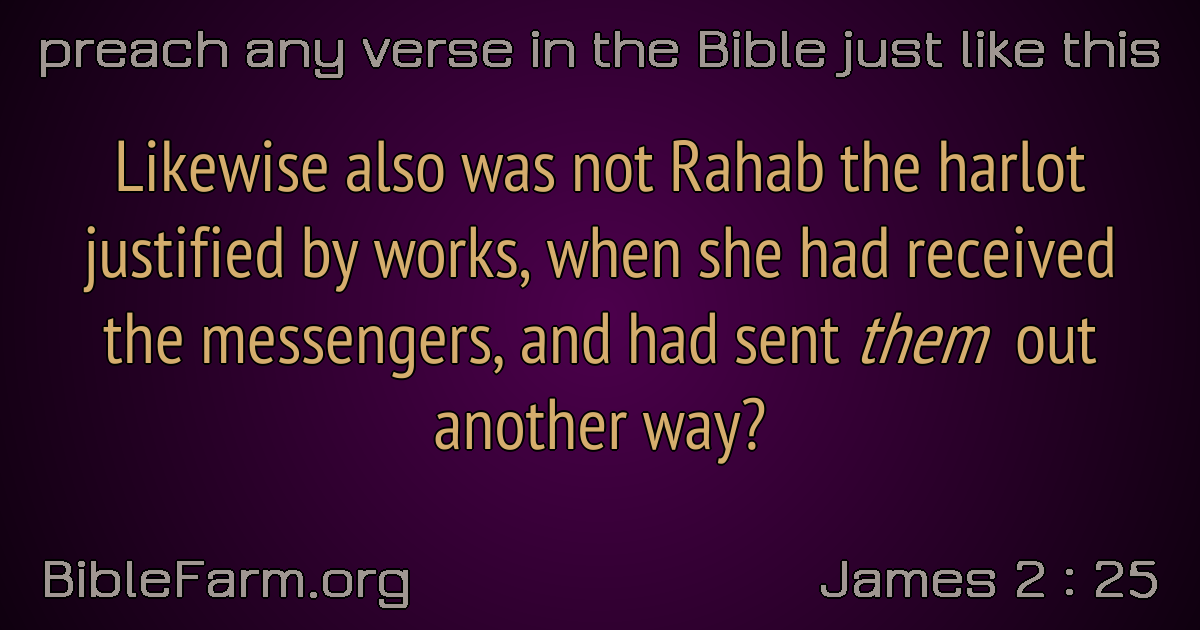 preach any verse in the Bible just like this
Likewise also was not Rahab the harlot
justified by works, when she had received
the messengers, and had sent them out
another way?
BibleFarm.org
James 2 : 25